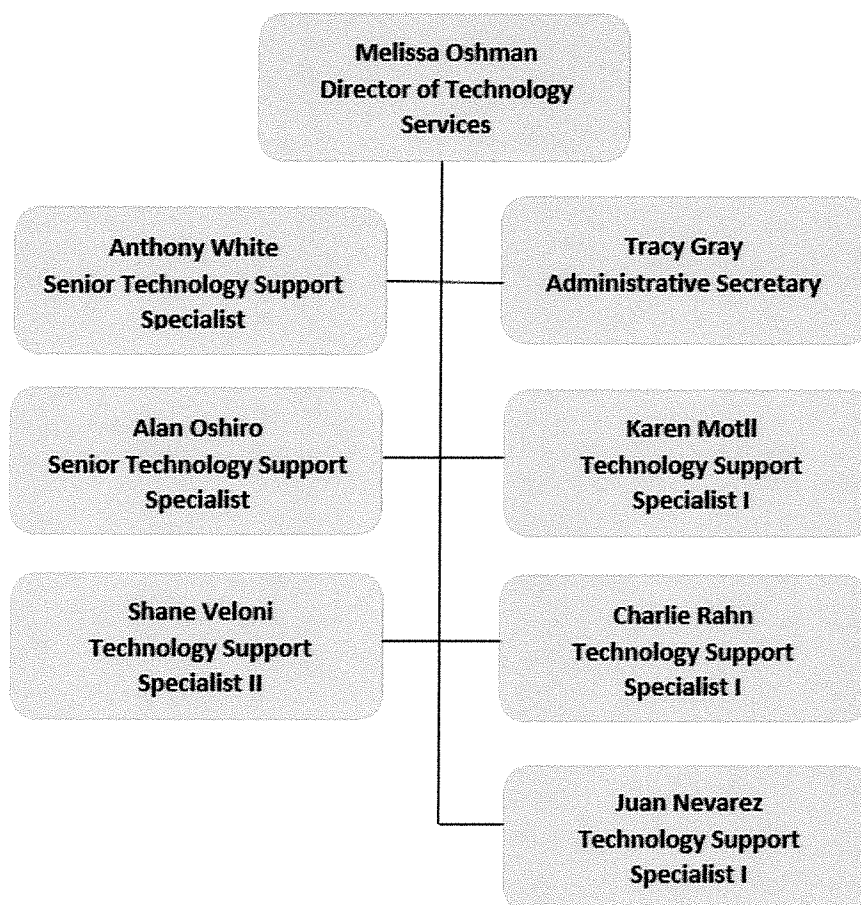 Melissa Oshman
Director of Technology
Services
Anthony White
Senior Technology Support
Specialist
Tracy Gray
Administrative Secretary
Alan Oshiro
Senior Technology Support
Specialist
Karen Motll
Technology Support
Specialist I
Shane Veloni
Technology Support
Specialist II
Charlie Rahn
Technology Support
Specialist I
Juan Nevarez
Technology Support
Specialist I